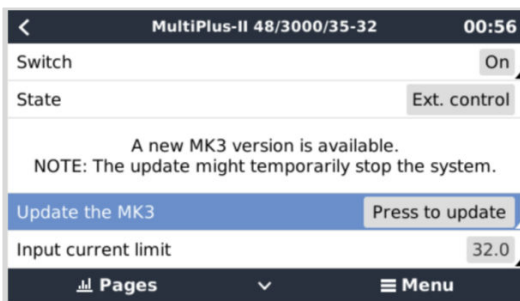 MultiPlus-II 48/3000/35-32 00:56
Switch On
State Ext. control
A new MK3 version is available.
NOTE: The update might temporarily stop the system.
Update the MK3 Press to update
Input current limit 32.0
Pages Menu